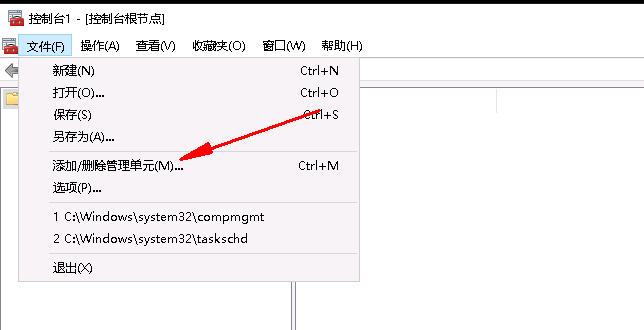 控制台1 - [控制台根节点]
文件(F) 操作(A) 查看(V) 收藏夹(O) 窗口(W) 帮助(H)
新建(N) Ctrl+N
打开(O)... Ctrl+O
保存(S) Ctrl+S
另存为(A)...
添加/删除管理单元(M)... Ctrl+M
选项(P)...
1 C:\Windows\system32\compmgmt
2 C:\Windows\system32\taskschd
退出(X)